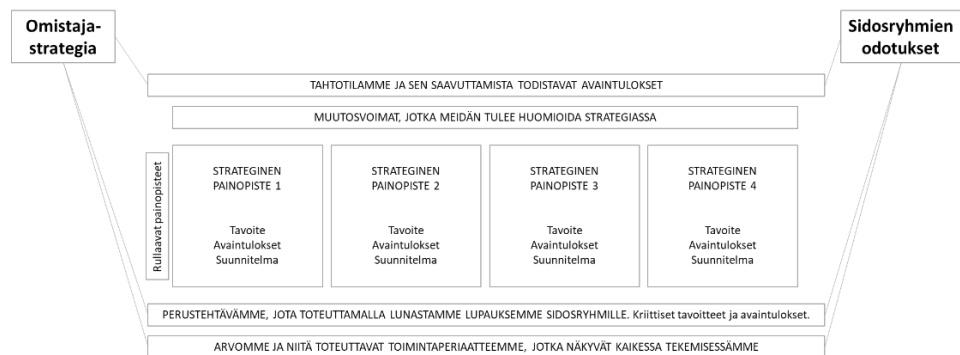 Omistaja-
strategia
Sidosryhmien
odotukset
TAHTOTILAMME JA SEN SAAVUTTAMISTA TODISTAVAT AVAINTULOKSET
MUUTOSVOIMAT, JOTKA MEIDÄN TULEE HUOMIOIDA STRATEGIASSA
Rullaavat painopisteet
STRATEGINEN
PAINOPISTE 1
Tavoite
Avaintulokset
Suunnitelma
STRATEGINEN
PAINOPISTE 2
Tavoite
Avaintulokset
Suunnitelma
STRATEGINEN
PAINOPISTE 3
Tavoite
Avaintulokset
Suunnitelma
STRATEGINEN
PAINOPISTE 4
Tavoite
Avaintulokset
Suunnitelma
PERUSTEHTÄVÄMME, JOTA TOTEUTTAMALLA LUNASTAMME LUPAUKSEMME SIDOSRYHMILLE. Kriittiset tavoitteet ja avaintulokset.
ARVOMME JA NIITÄ TOTEUTTAVAT TOIMINTAPERIAATTEEMME, JOTKA NÄKYVÄT KAIKESSA TEKEMISESSÄMME